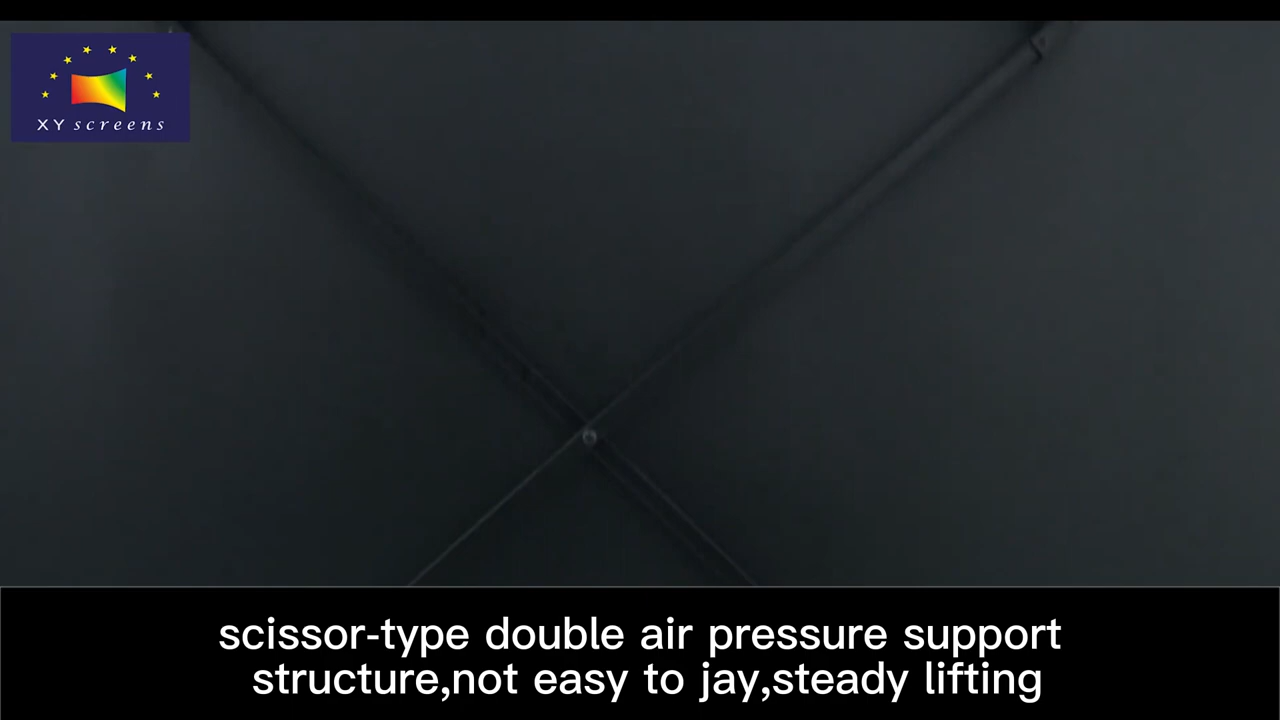 XY screens
scissor-type double air pressure support
structure,not easy to jay,steady lifting